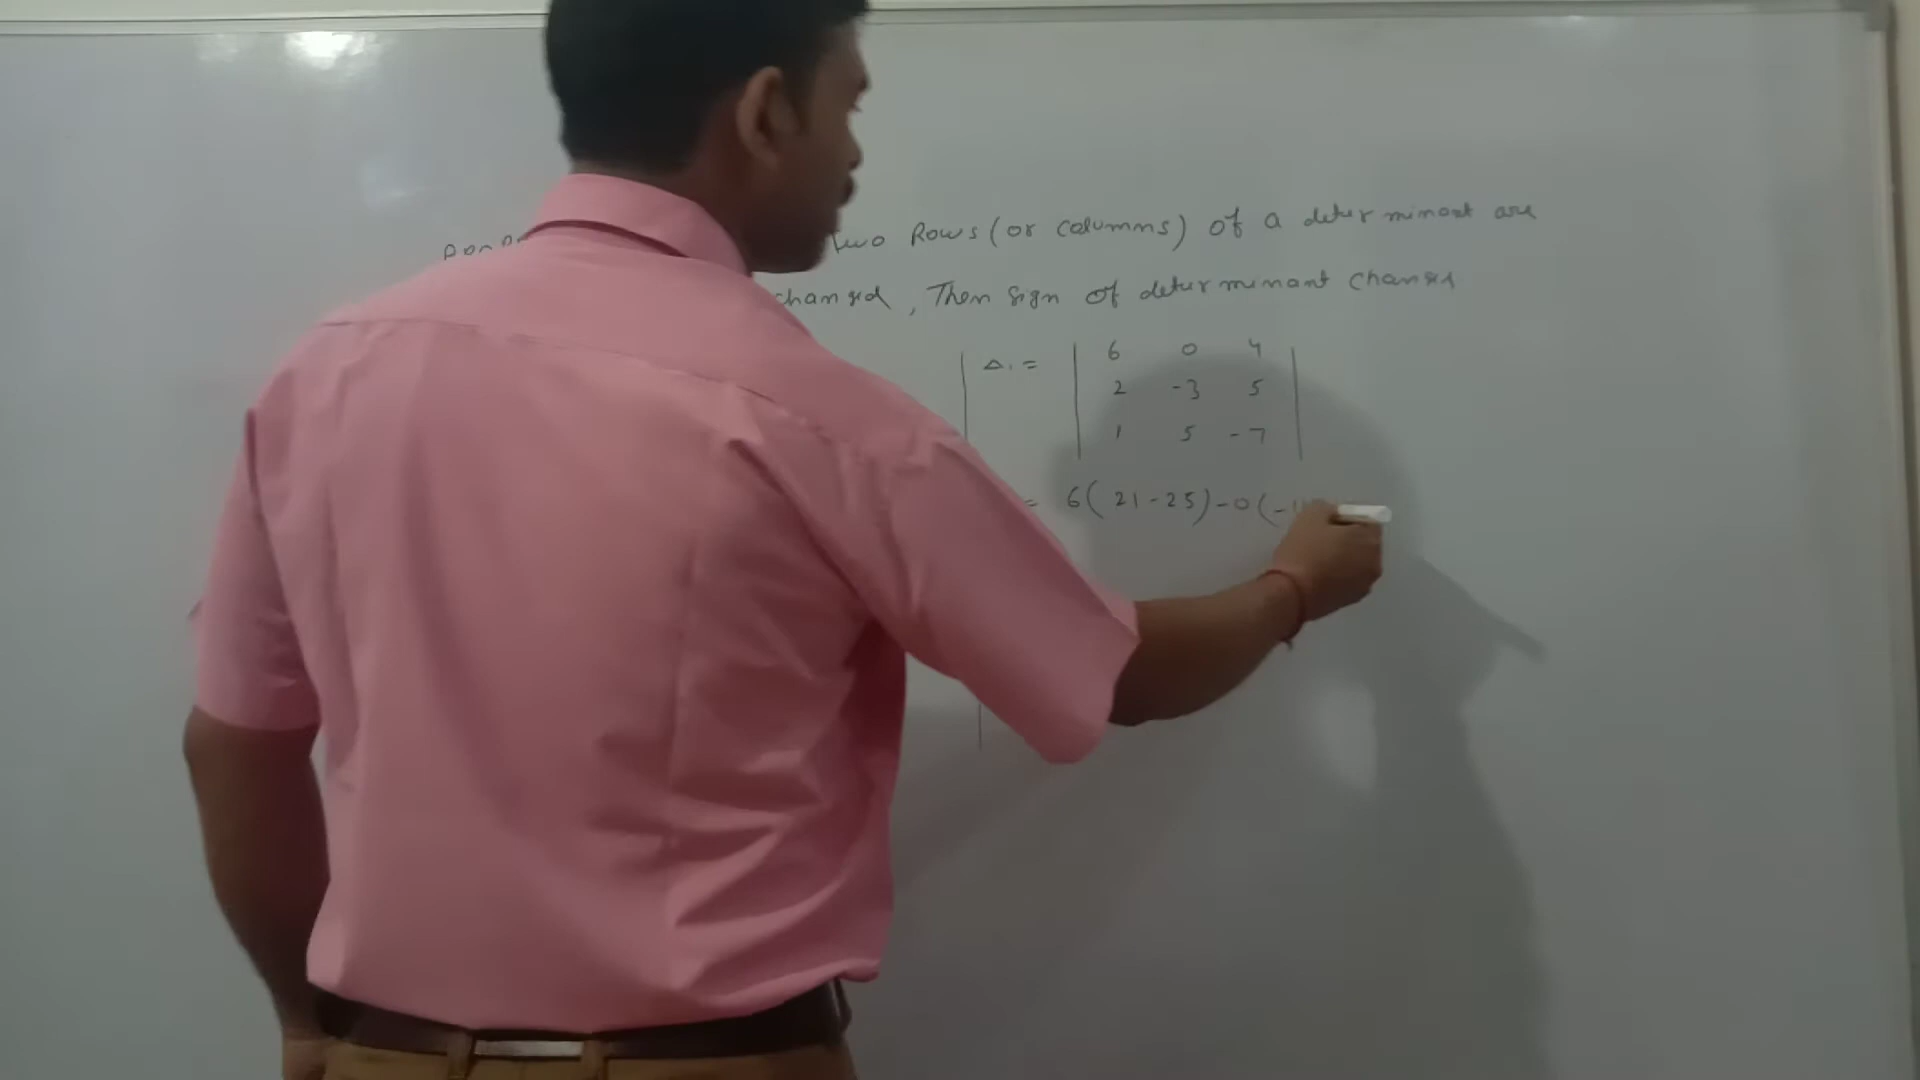 two Rows (or columns) of a determinant are
changed, Then sign of determinant changes
Δ₁ = | 6 0 4 |
| 2 -3 5 |
| 1 5 -7 |
= 6(21-25)-0(-1